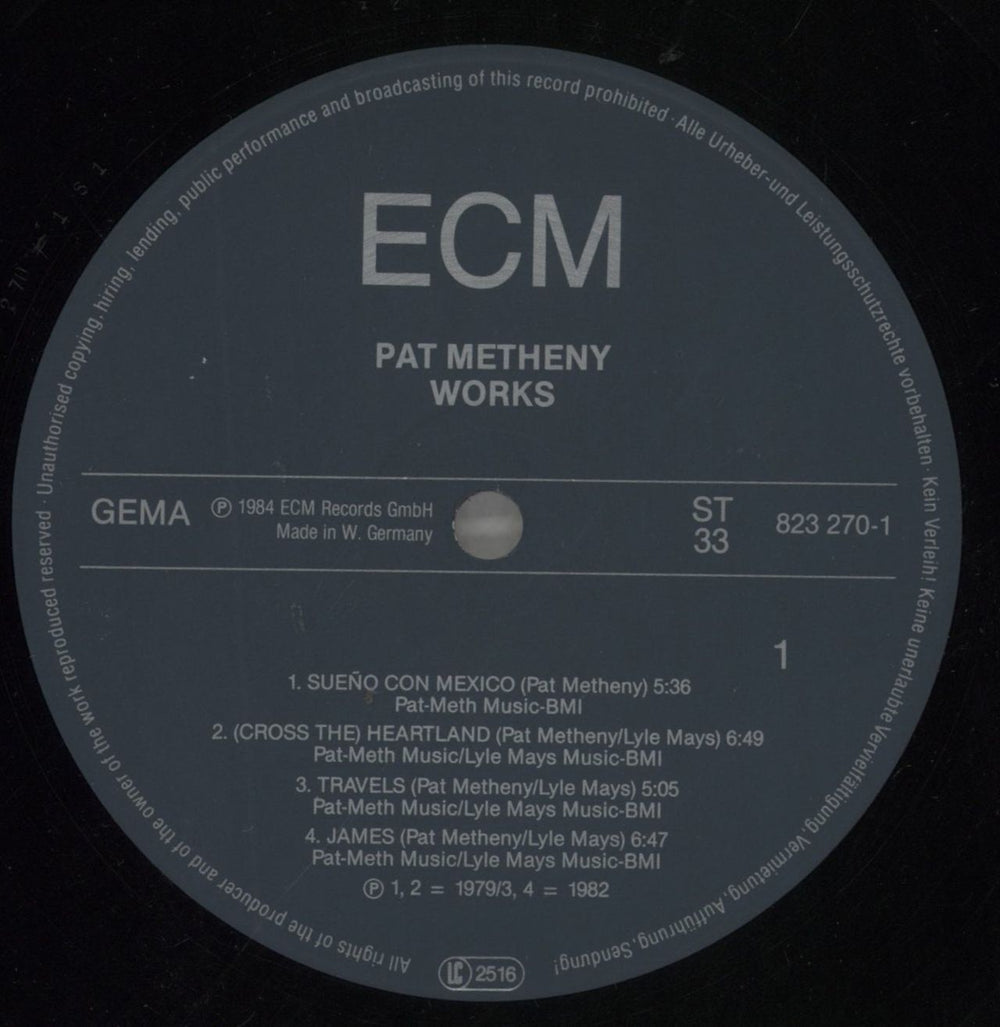 All rights of the producer and of the owner of the work reproduced reserved · Unauthorised copying, hiring, lending, public performance and broadcasting of this record prohibited · Alle Urheber- und Leistungsschutzrechte vorbehalten · Kein Verleih! Keine unerlaubte Vervielfältigung, Vermietung, Aufführung, Sendung!
ECM
PAT METHENY
WORKS
GEMA
℗ 1984 ECM Records GmbH
Made in W. Germany
ST
33
823 270-1
1
1. SUEÑO CON MEXICO (Pat Metheny) 5:36
Pat-Meth Music-BMI
2. (CROSS THE) HEARTLAND (Pat Metheny/Lyle Mays) 6:49
Pat-Meth Music/Lyle Mays Music-BMI
3. TRAVELS (Pat Metheny/Lyle Mays) 5:05
Pat-Meth Music/Lyle Mays Music-BMI
4. JAMES (Pat Metheny/Lyle Mays) 6:47
Pat-Meth Music/Lyle Mays Music-BMI
℗ 1, 2 = 1979/3, 4 = 1982
LC 2516